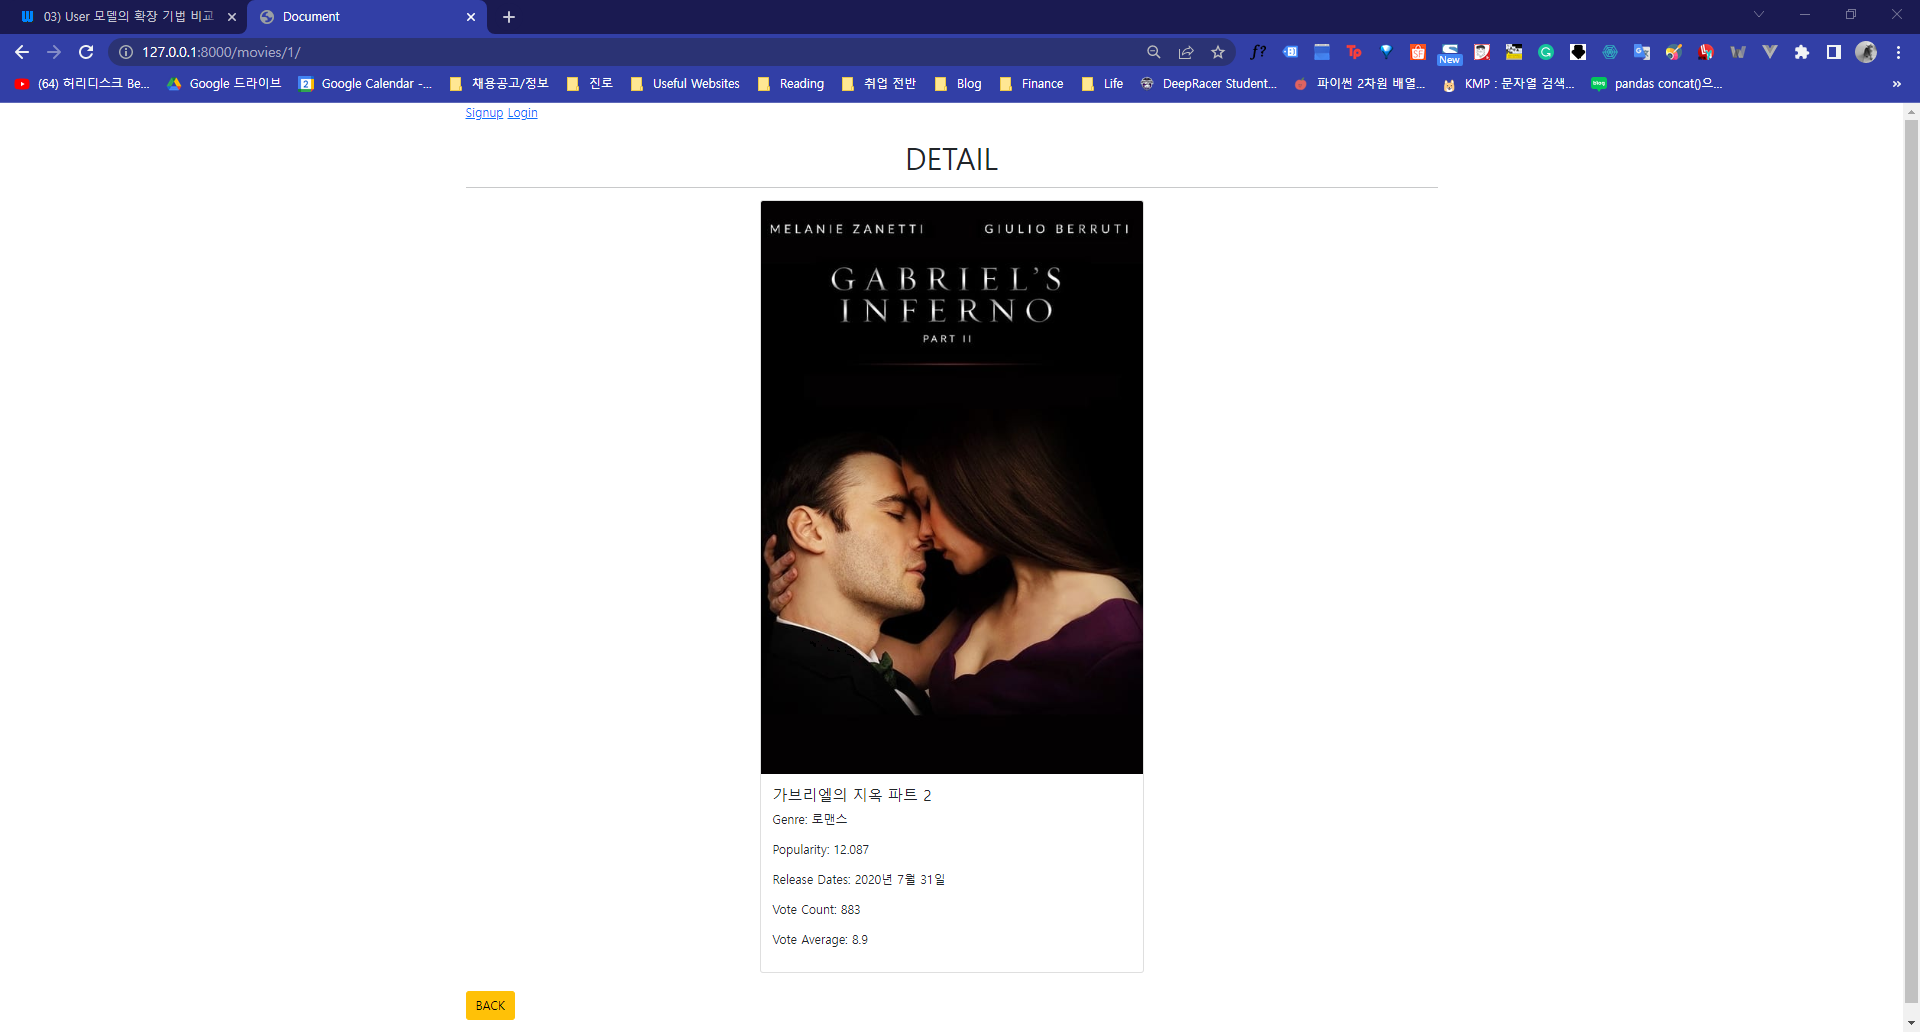 03) User 모델의 확장 기법 비교
Document
127.0.0.1:8000/movies/1/
f?
Tp
New
(64) 허리디스크 Be...
Google 드라이브
2
Google Calendar -...
채용공고/정보
진로
Useful Websites
Reading
취업 전반
Blog
Finance
Life
DeepRacer Student...
파이썬 2차원 배열...
blog
KMP : 문자열 검색...
pandas concat()으...
»
Signup Login
DETAIL
MELANIE ZANETTI GIULIO BERRUTI
GABRIEL'S
INFERNO
PART II
가브리엘의 지옥 파트 2
Genre: 로맨스
Popularity: 12.087
Release Dates: 2020년 7월 31일
Vote Count: 883
Vote Average: 8.9
BACK